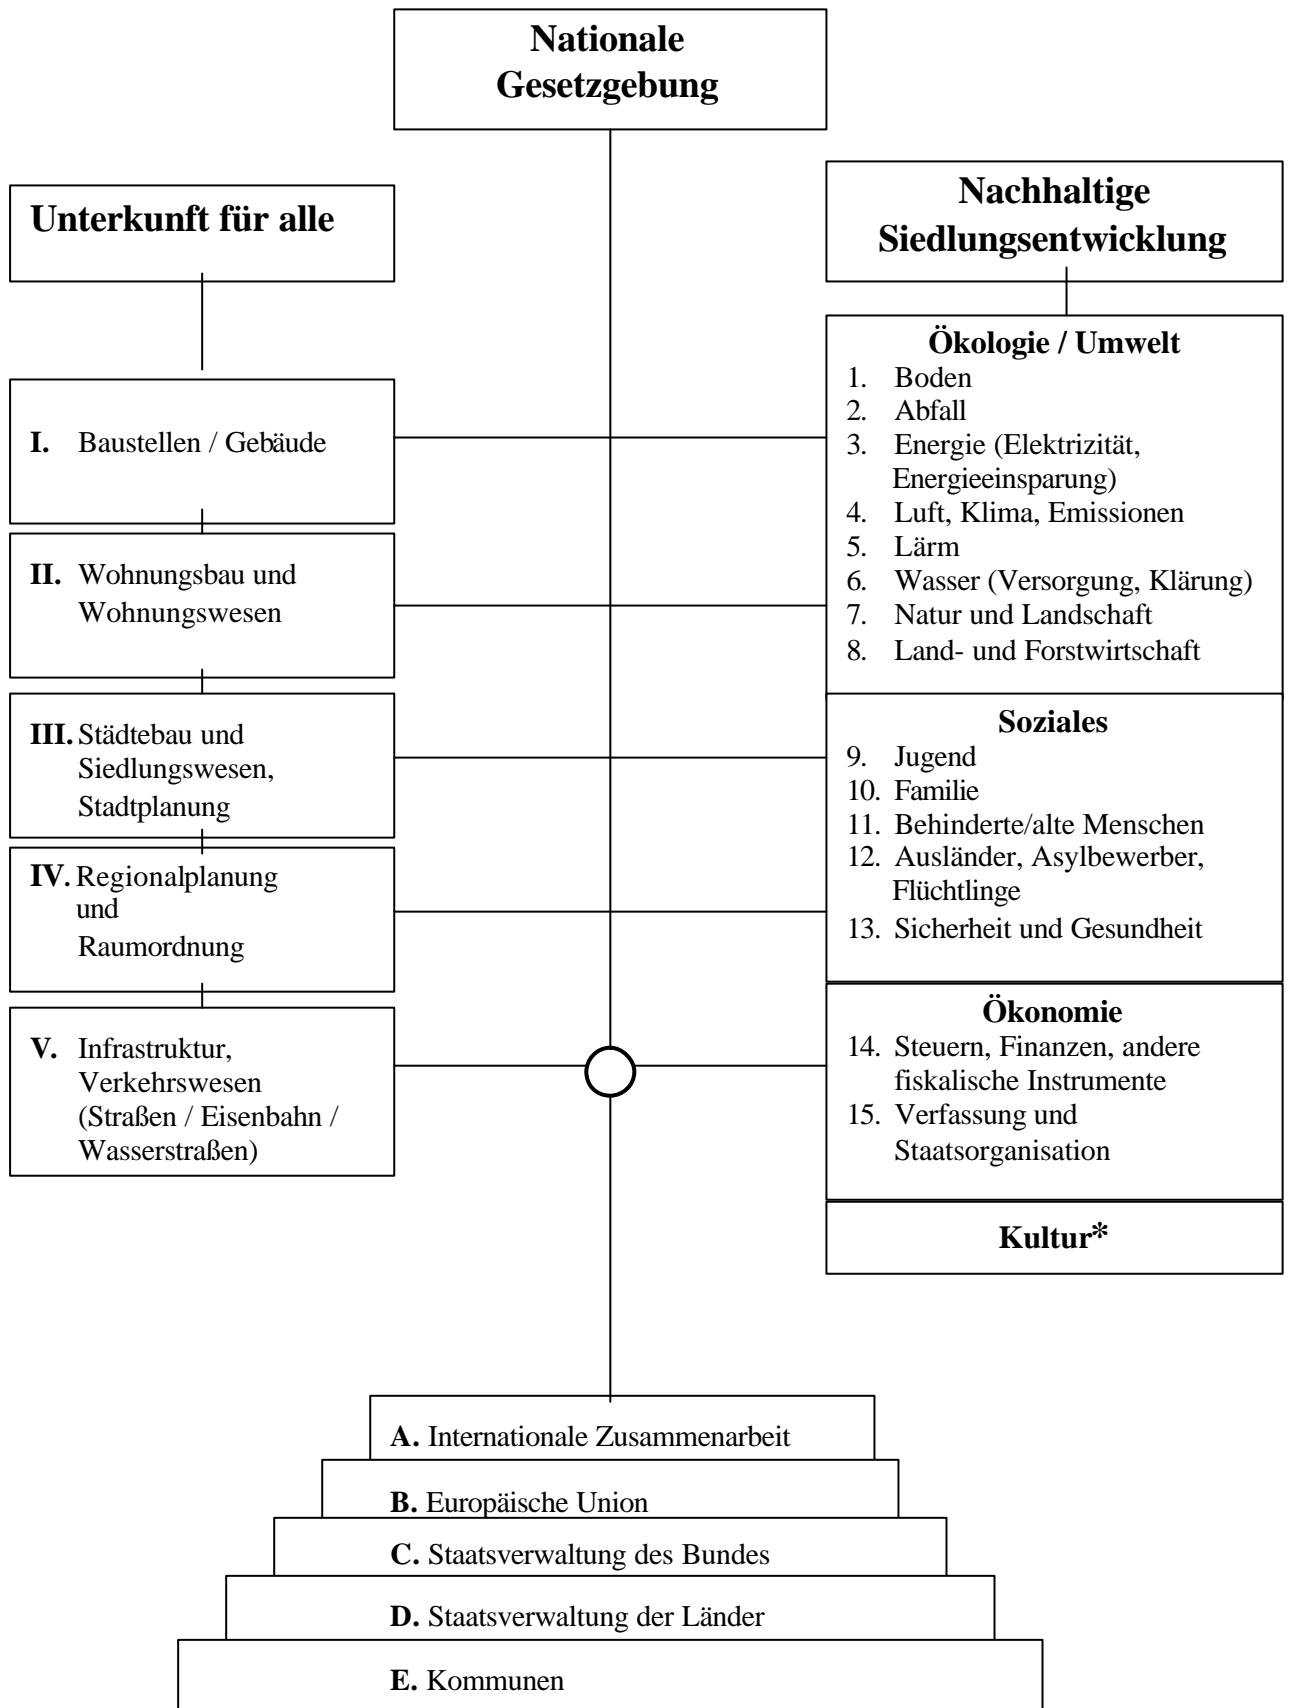 Nationale
Gesetzgebung
Unterkunft für alle
I. Baustellen / Gebäude
II. Wohnungsbau und
Wohnungswesen
III. Städtebau und
Siedlungswesen,
Stadtplanung
IV. Regionalplanung
und
Raumordnung
V. Infrastruktur,
Verkehrswesen
(Straßen / Eisenbahn /
Wasserstraßen)
Nachhaltige
Siedlungsentwicklung
Ökologie / Umwelt
1. Boden
2. Abfall
3. Energie (Elektrizität,
Energieeinsparung)
4. Luft, Klima, Emissionen
5. Lärm
6. Wasser (Versorgung, Klärung)
7. Natur und Landschaft
8. Land- und Forstwirtschaft
Soziales
9. Jugend
10. Familie
11. Behinderte/alte Menschen
12. Ausländer, Asylbewerber,
Flüchtlinge
13. Sicherheit und Gesundheit
Ökonomie
14. Steuern, Finanzen, andere
fiskalische Instrumente
15. Verfassung und
Staatsorganisation
Kultur*
A. Internationale Zusammenarbeit
B. Europäische Union
C. Staatsverwaltung des Bundes
D. Staatsverwaltung der Länder
E. Kommunen